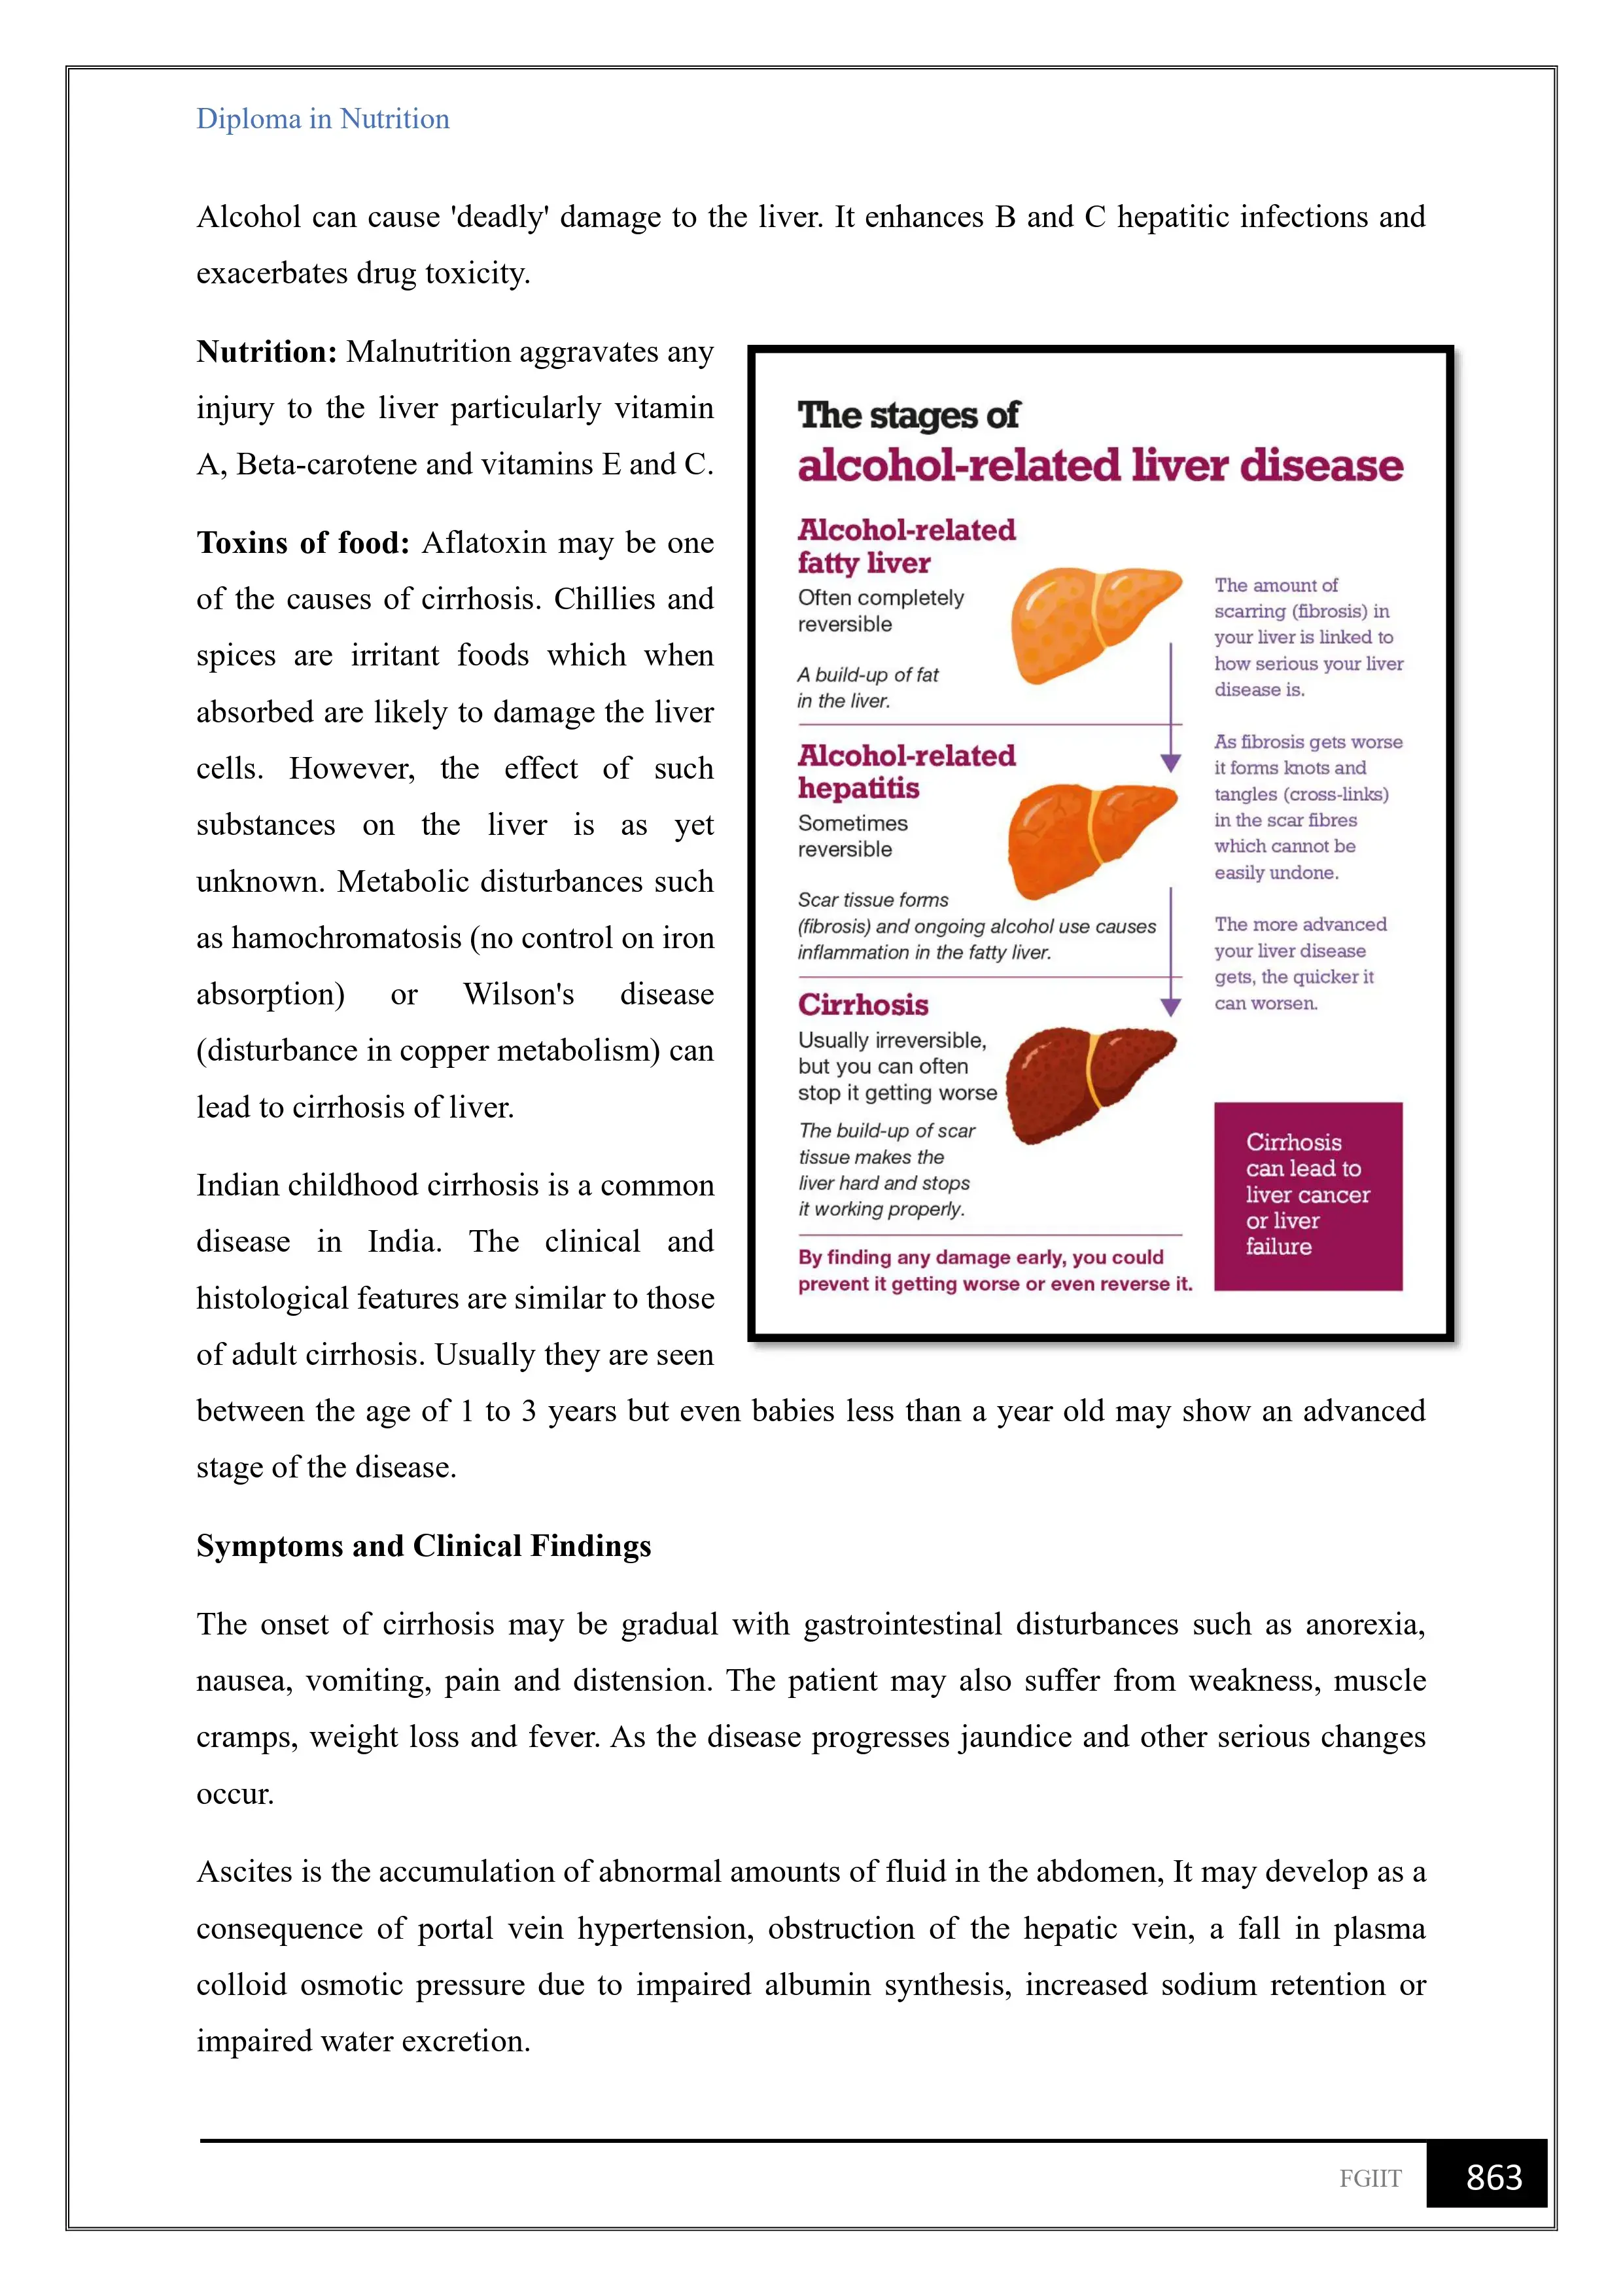 Diploma in Nutrition
Alcohol can cause 'deadly' damage to the liver. It enhances B and C hepatitic infections and
exacerbates drug toxicity.
Nutrition: Malnutrition aggravates any
injury to the liver particularly vitamin
A, Beta-carotene and vitamins E and C.
Toxins of food: Aflatoxin may be one
of the causes of cirrhosis. Chillies and
spices are irritant foods which when
absorbed are likely to damage the liver
cells. However, the effect of such
substances on the liver is as yet
unknown. Metabolic disturbances such
as hamochromatosis (no control on iron
absorption) or Wilson's disease
(disturbance in copper metabolism) can
lead to cirrhosis of liver.
Indian childhood cirrhosis is a common
disease in India. The clinical and
histological features are similar to those
of adult cirrhosis. Usually they are seen
between the age of 1 to 3 years but even babies less than a year old may show an advanced
stage of the disease.
The stages of
alcohol-related liver disease
Alcohol-related
fatty liver
Often completely
reversible
A build-up of fat
in the liver.
Alcohol-related
hepatitis
Sometimes
reversible
Scar tissue forms
(fibrosis) and ongoing alcohol use causes
inflammation in the fatty liver.
Cirrhosis
Usually irreversible,
but you can often
stop it getting worse
The build-up of scar
tissue makes the
liver hard and stops
it working properly.
By finding any damage early, you could
prevent it getting worse or even reverse it.
The amount of
scarring (fibrosis) in
your liver is linked to
how serious your liver
disease is.
As fibrosis gets worse
it forms knots and
tangles (cross-links)
in the scar fibres
which cannot be
easily undone.
The more advanced
your liver disease
gets, the quicker it
can worsen.
Cirrhosis
can lead to
liver cancer
or liver
failure
Symptoms and Clinical Findings
The onset of cirrhosis may be gradual with gastrointestinal disturbances such as anorexia,
nausea, vomiting, pain and distension. The patient may also suffer from weakness, muscle
cramps, weight loss and fever. As the disease progresses jaundice and other serious changes
occur.
Ascites is the accumulation of abnormal amounts of fluid in the abdomen, It may develop as a
consequence of portal vein hypertension, obstruction of the hepatic vein, a fall in plasma
colloid osmotic pressure due to impaired albumin synthesis, increased sodium retention or
impaired water excretion.
FGIIT 863